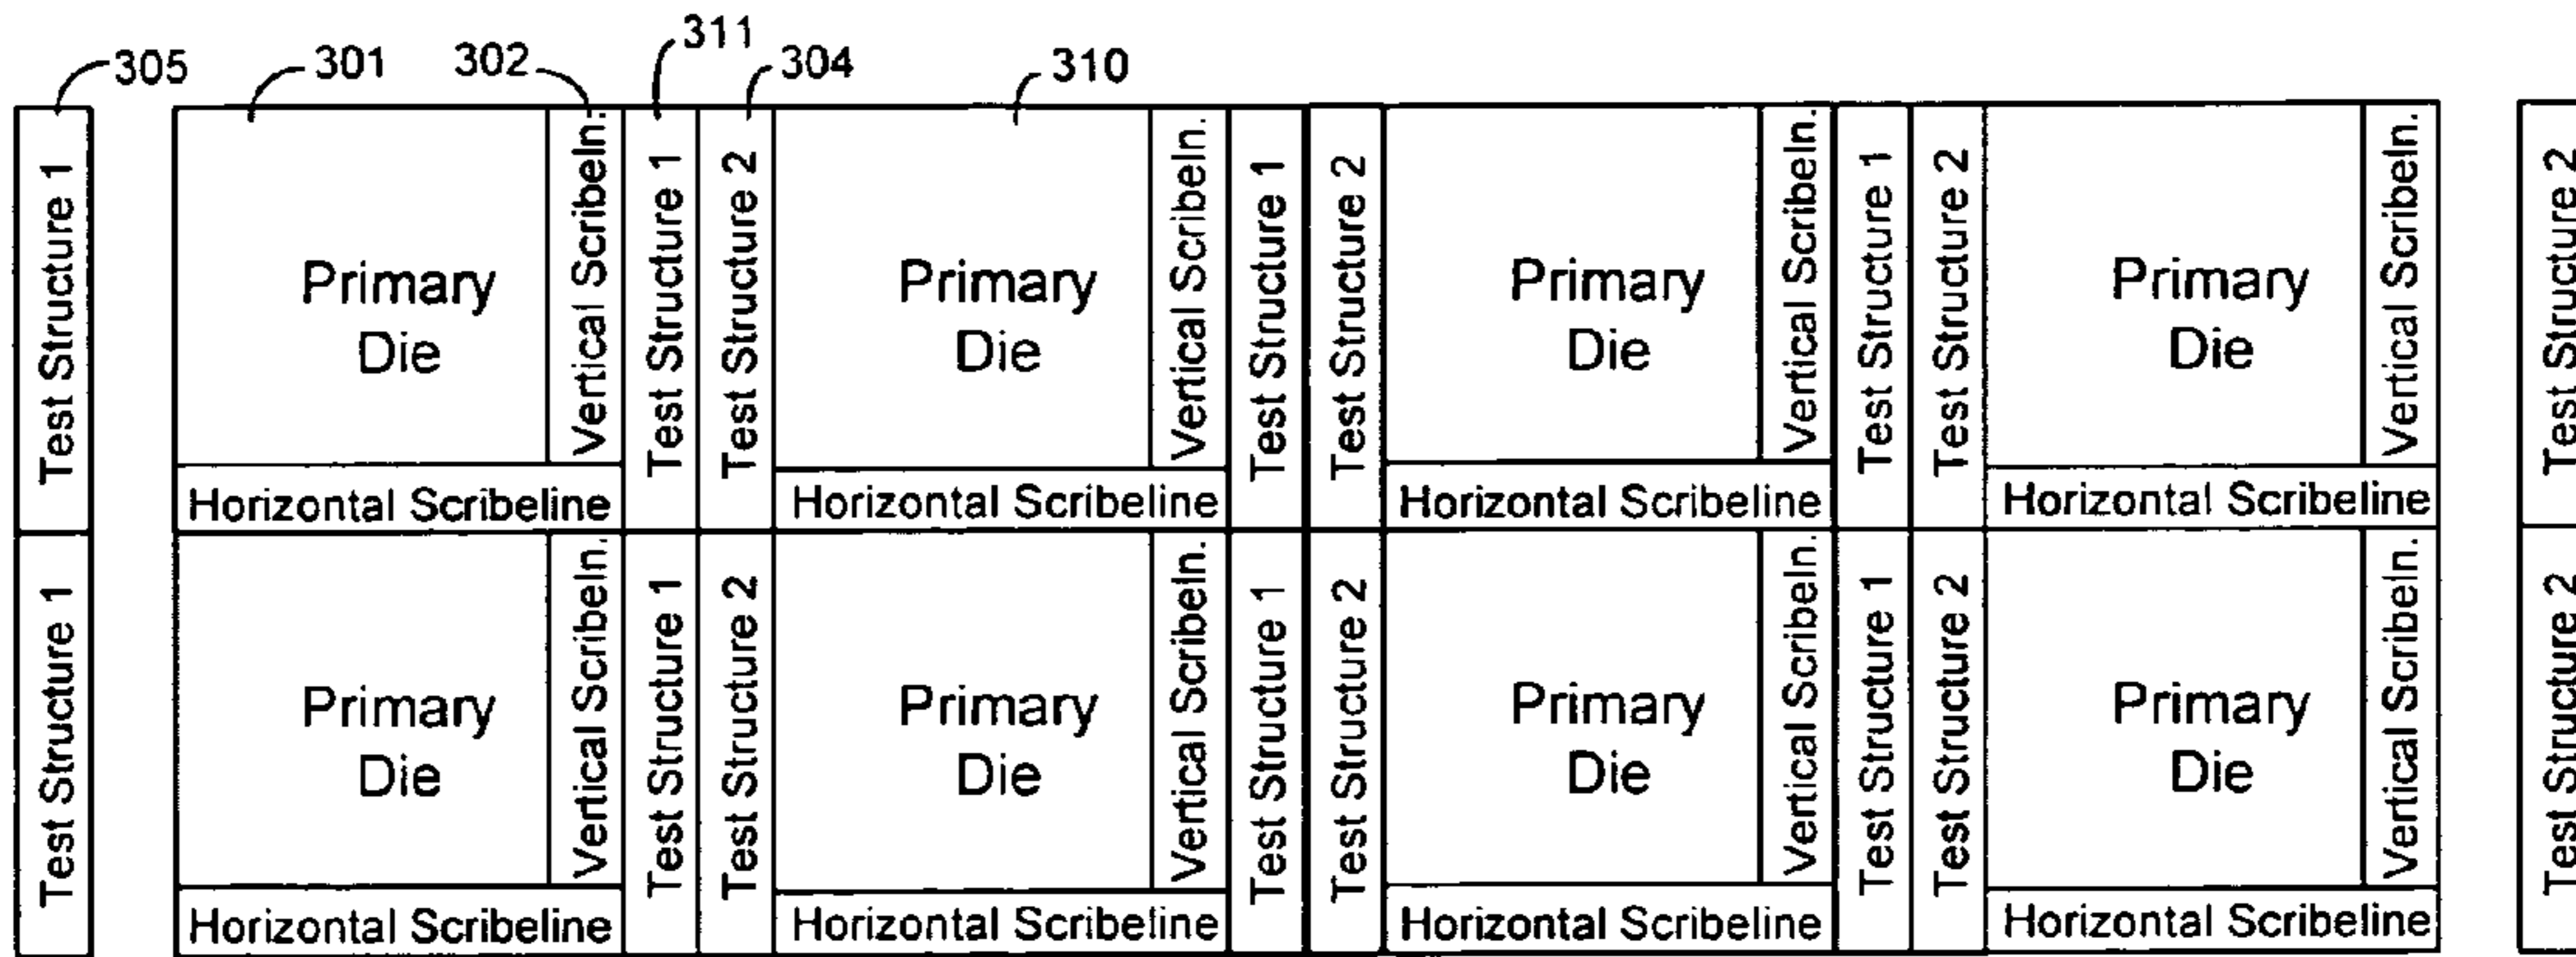 305
301
302
311
304
310
Test Structure 1
Primary
Die
Vertical Scribeln.
Horizontal Scribeline
Test Structure 1
Test Structure 2
Primary
Die
Vertical Scribeln.
Horizontal Scribeline
Test Structure 1
Test Structure 2
Primary
Die
Vertical Scribeln.
Horizontal Scribeline
Test Structure 1
Test Structure 2
Primary
Die
Vertical Scribeln.
Horizontal Scribeline
Test Structure 2
Test Structure 1
Primary
Die
Vertical Scribeln.
Horizontal Scribeline
Test Structure 1
Test Structure 2
Primary
Die
Vertical Scribeln.
Horizontal Scribeline
Test Structure 1
Test Structure 2
Primary
Die
Vertical Scribeln.
Horizontal Scribeline
Test Structure 1
Test Structure 2
Primary
Die
Vertical Scribeln.
Horizontal Scribeline
Test Structure 2